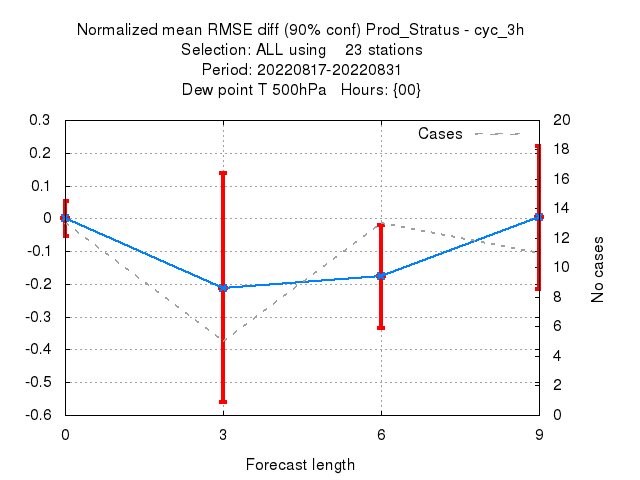 Normalized mean RMSE diff (90% conf) Prod_Stratus - cyc_3h
Selection: ALL using    23 stations
Period: 20220817-20220831
Dew point T 500hPa   Hours: {00}
Cases
0.3
0.2
0.1
0
-0.1
-0.2
-0.3
-0.4
-0.5
-0.6
20
18
16
14
12
10
8
6
4
2
0
No cases
0 3 6 9
Forecast length